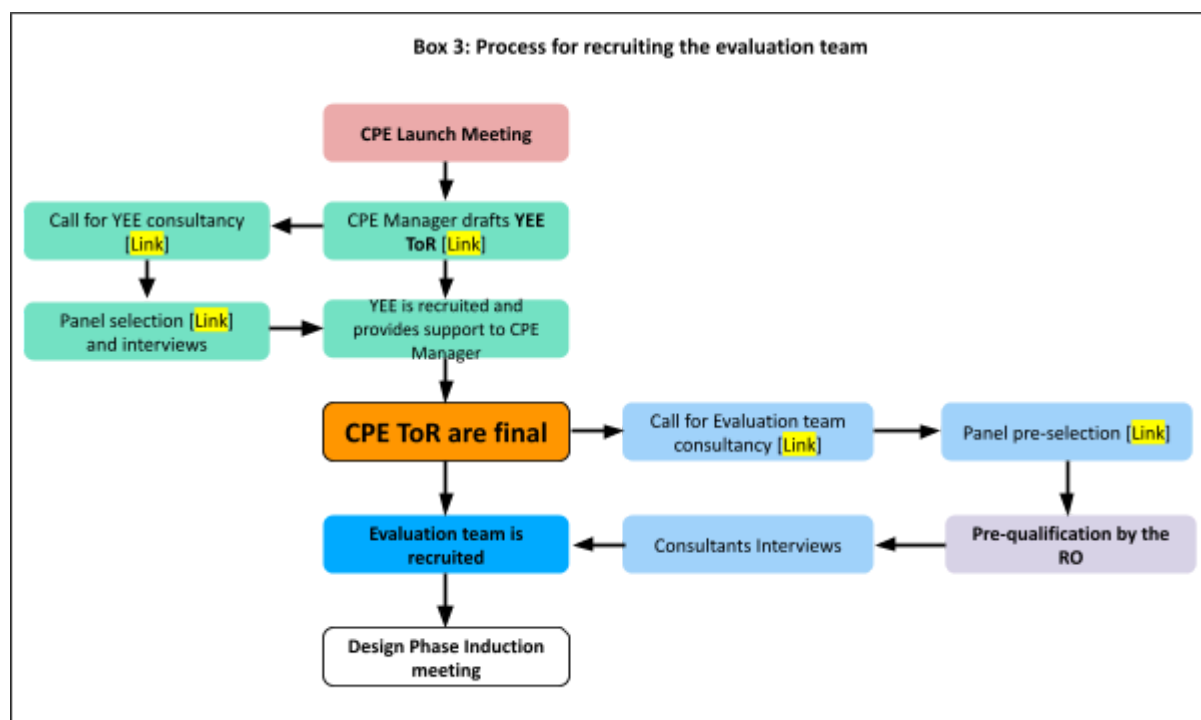 Box 3: Process for recruiting the evaluation team
CPE Launch Meeting
Call for YEE consultancy
[Link]
CPE Manager drafts YEE
ToR [Link]
Panel selection [Link]
and interviews
YEE is recruited and
provides support to CPE
Manager
CPE ToR are final
Call for Evaluation team
consultancy [Link]
Panel pre-selection [Link]
Evaluation team is
recruited
Consultants Interviews
Pre-qualification by the
RO
Design Phase Induction
meeting